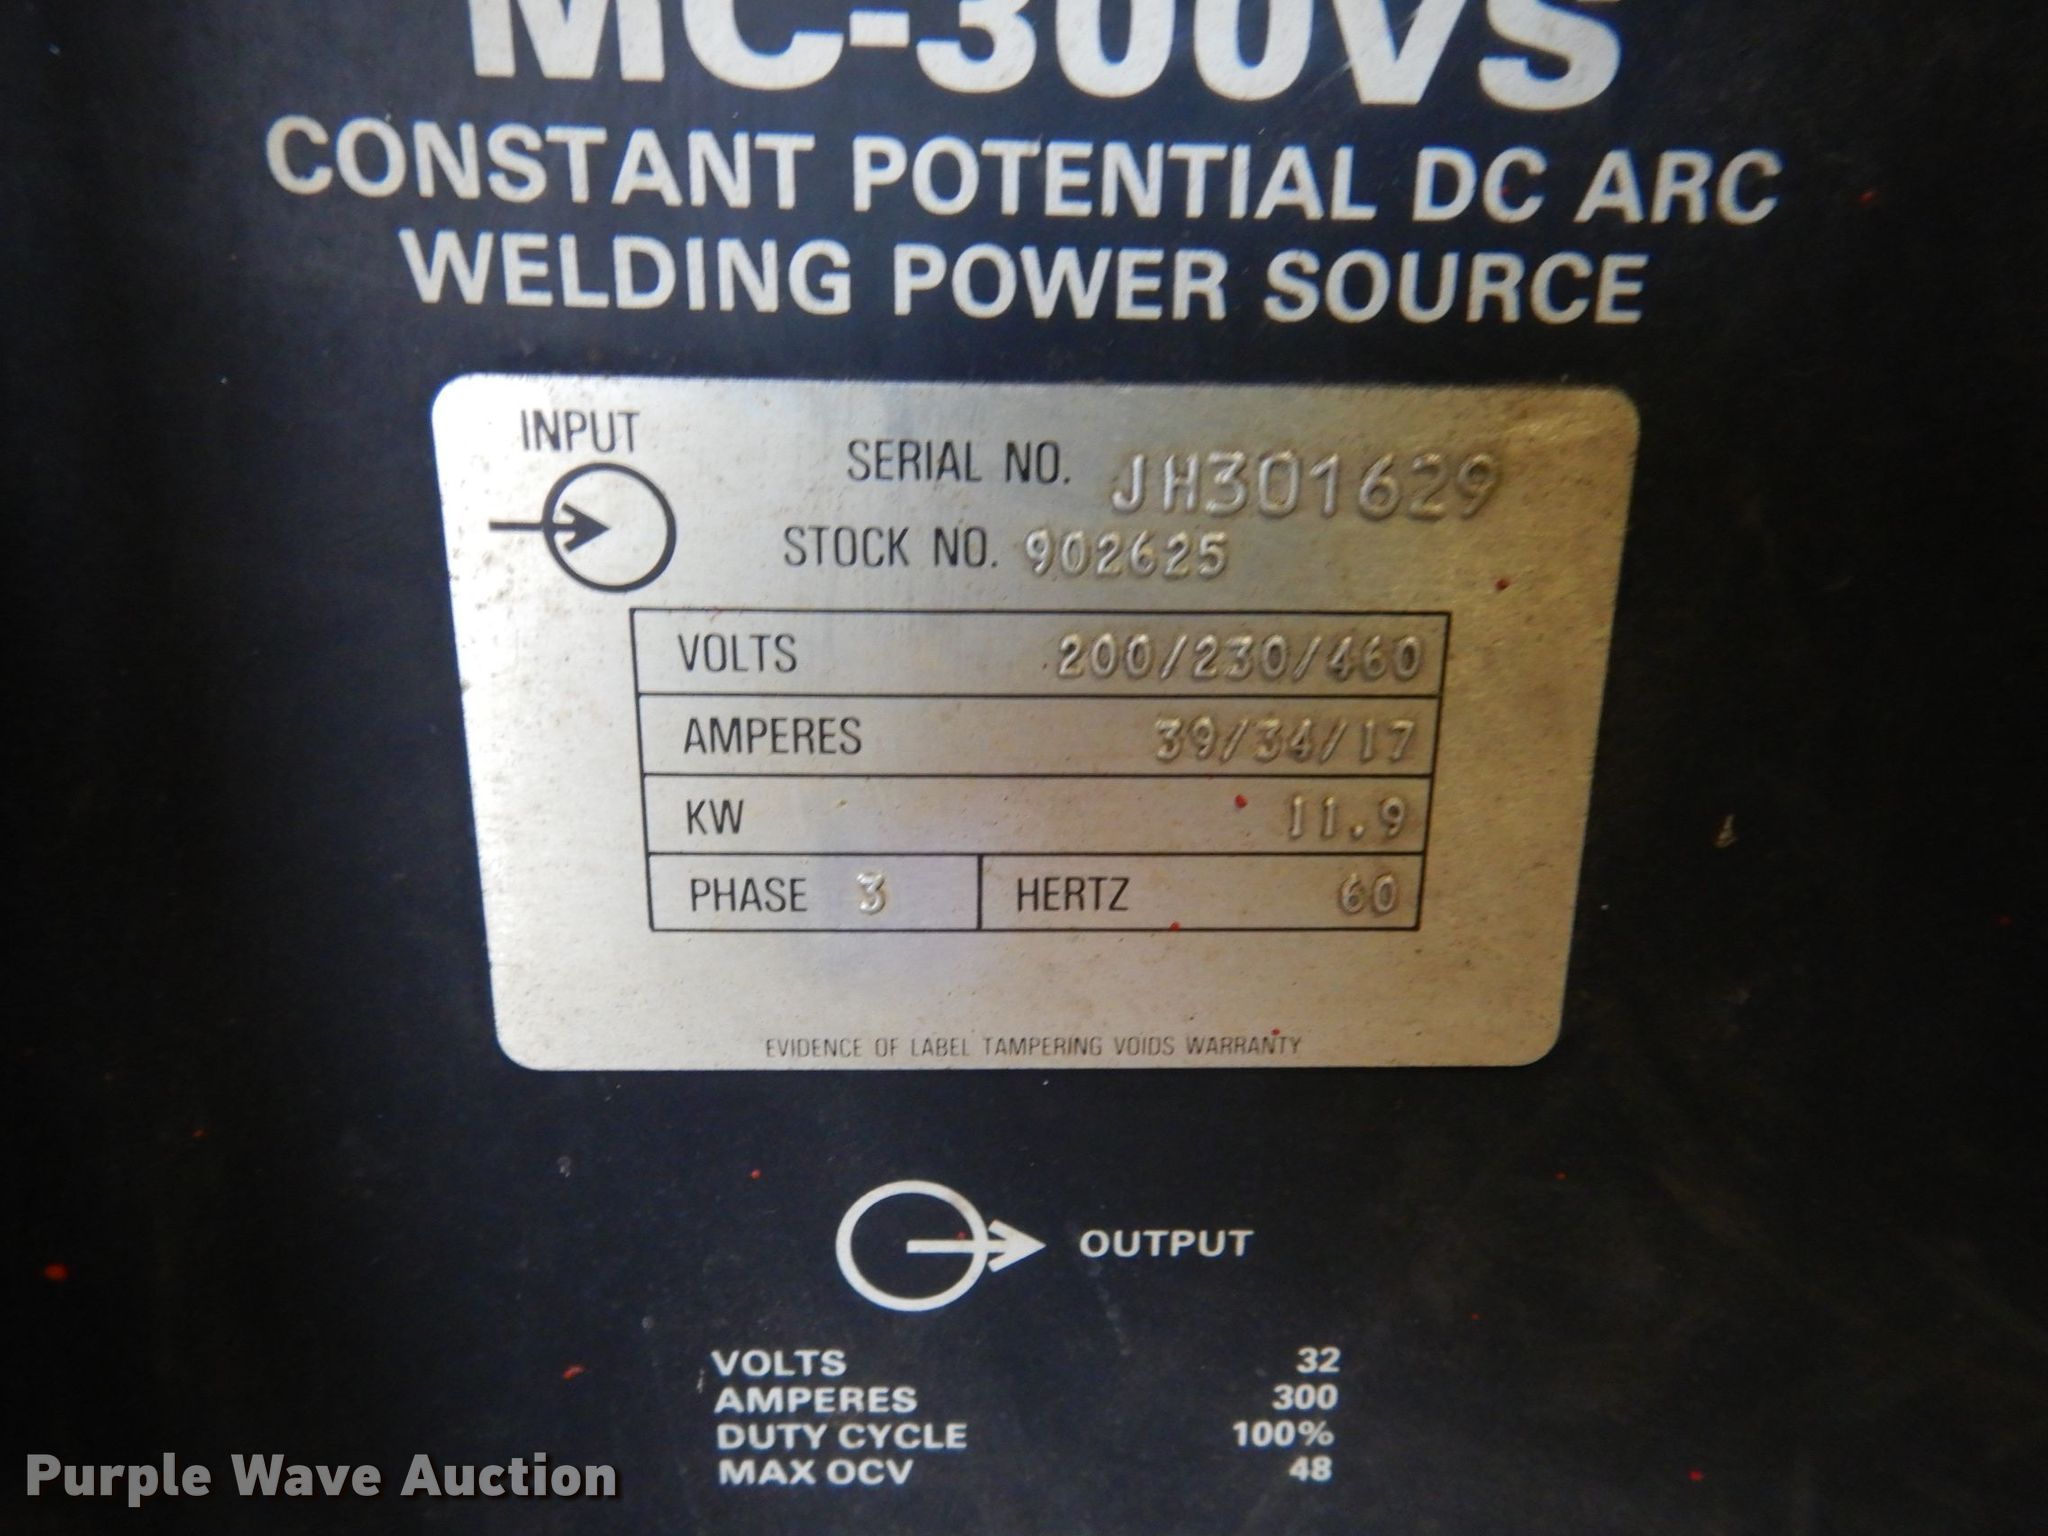 MC-300VS
CONSTANT POTENTIAL DC ARC
WELDING POWER SOURCE
INPUT
SERIAL NO. JH301629
STOCK NO. 902625
VOLTS 200/230/460
AMPERES 39/34/17
KW 11.9
PHASE 3 HERTZ 60
EVIDENCE OF LABEL TAMPERING VOIDS WARRANTY
OUTPUT
VOLTS 32
AMPERES 300
DUTY CYCLE 100%
MAX OCV 48
Purple Wave Auction